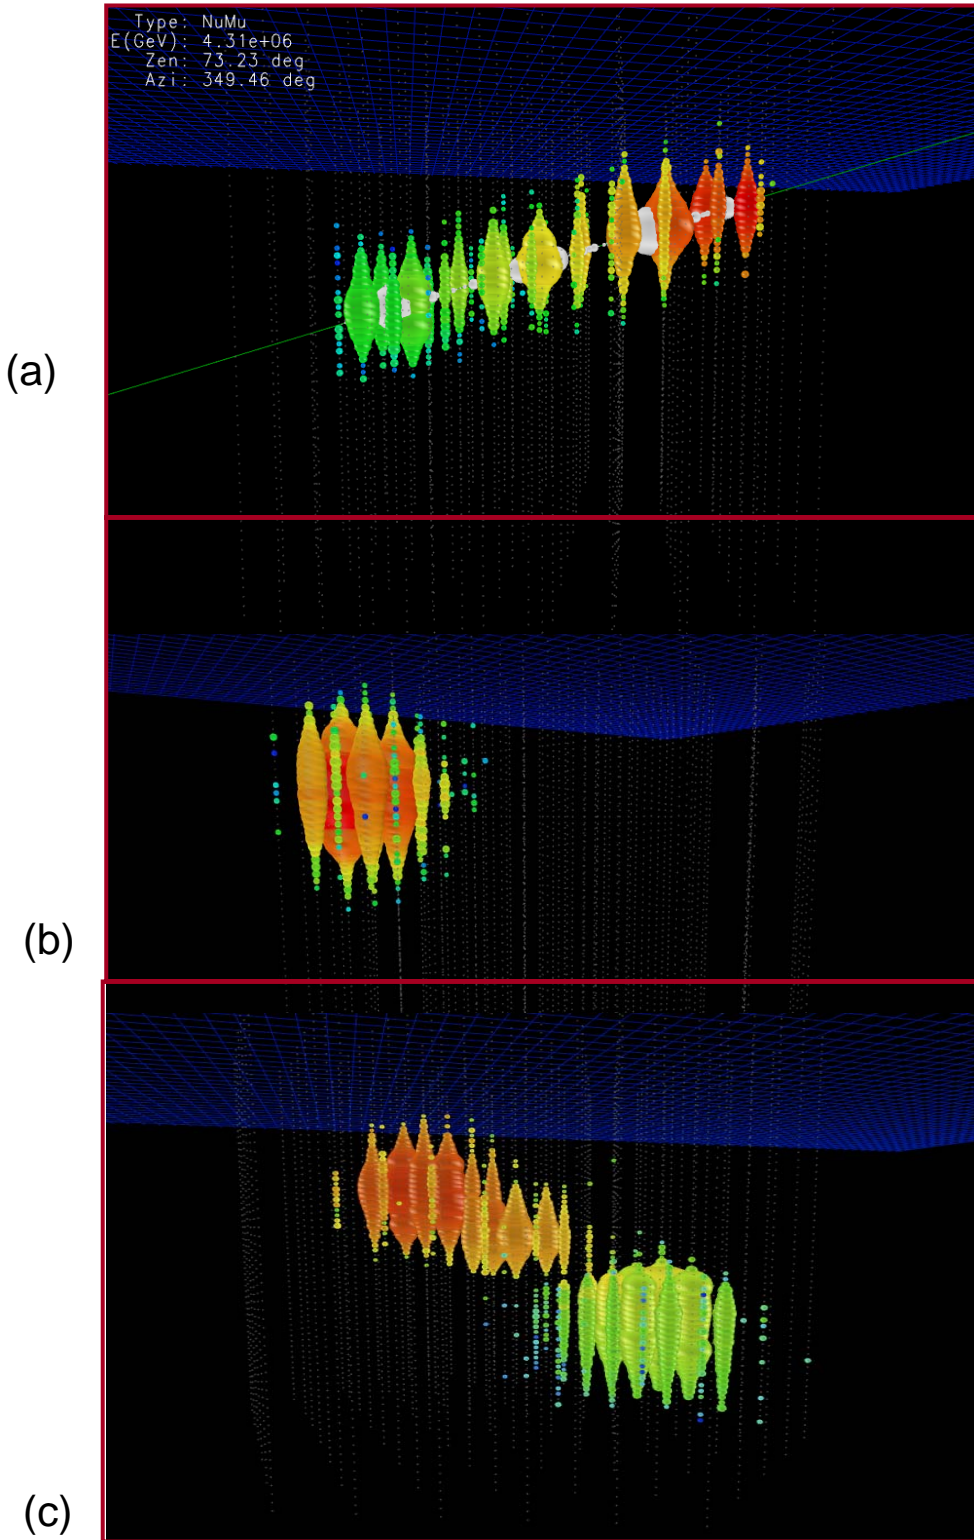 Type: NuMu
E(GeV): 4.31e+06
Zen: 73.23 deg
Azi: 349.46 deg
(a)
(b)
(c)